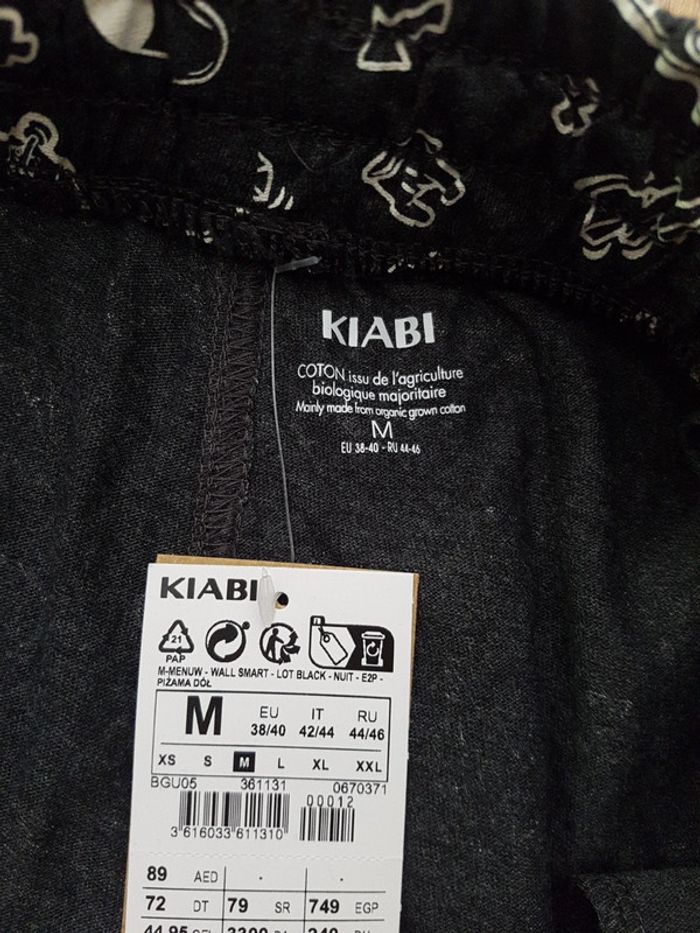 KIABI
COTON issu de l'agriculture
biologique majoritaire
Mainly made from organic grown cotton
M
EU 38-40 - RU 44-46
KIABI
21
PAP
M-MENUW - WALL SMART - LOT BLACK - NUIT - E2P -
PIŻAMA DÓŁ
M EU IT RU
38/40 42/44 44/46
XS S M L XL XXL
BGU05 361131 0670371
00012
3 616033 611310
89 AED . .
72 DT 79 SR 749 EGP